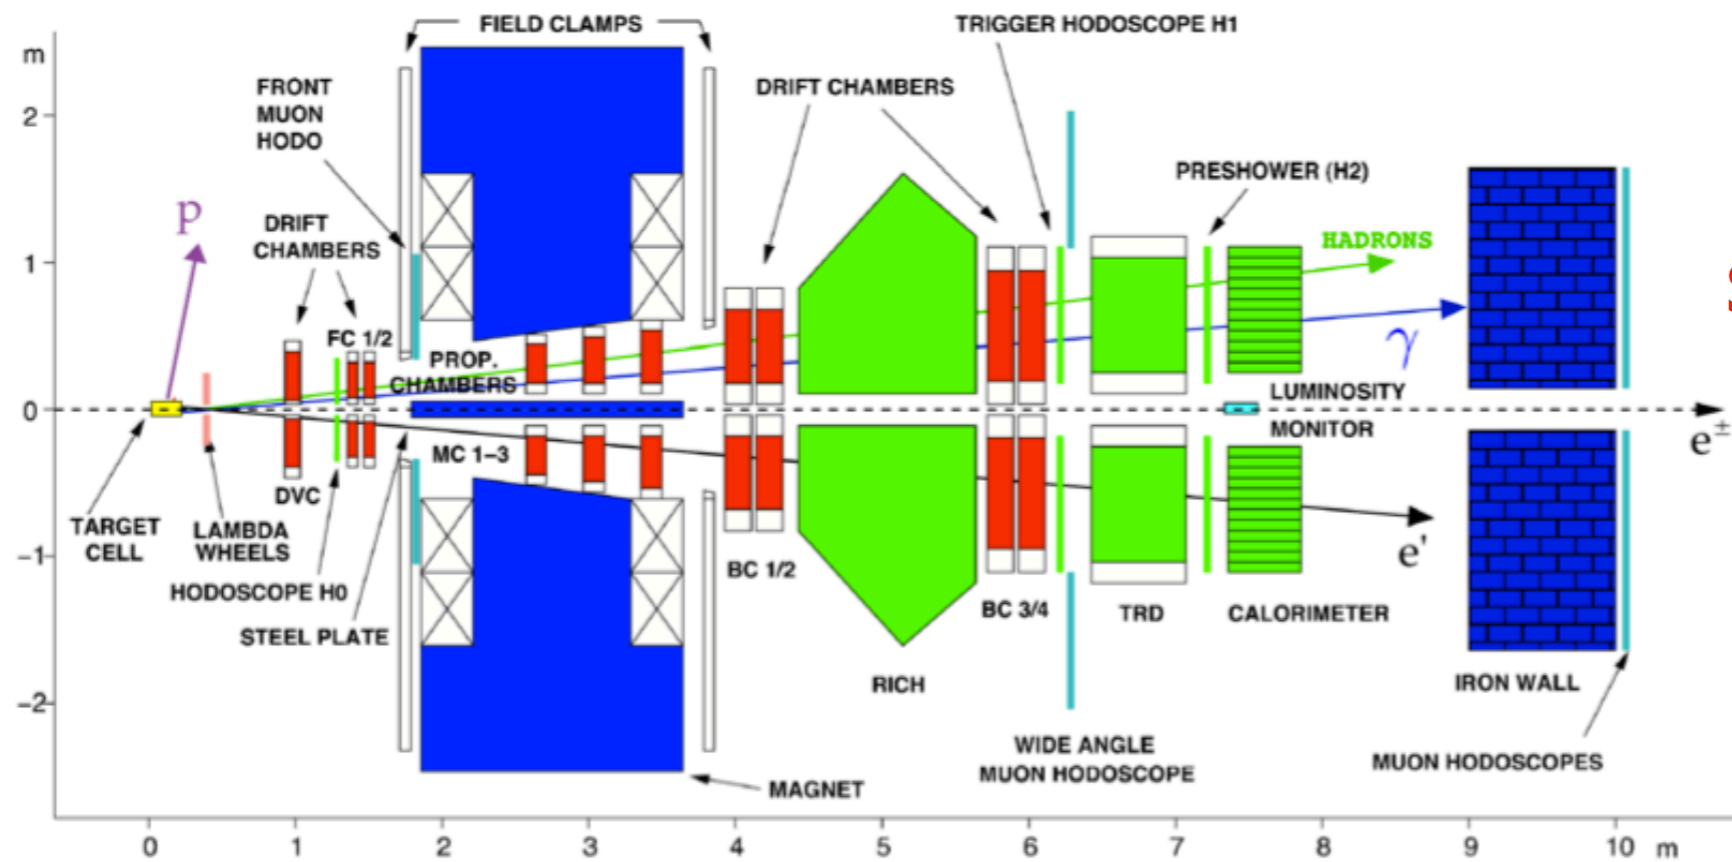 FIELD CLAMPS
TRIGGER HODOSCOPE H1
m
2
1
0
−1
−2
FRONT
MUON
HODO
DRIFT CHAMBERS
PRESHOWER (H2)
p
DRIFT
CHAMBERS
HADRONS
FC 1/2
PROP.
CHAMBERS
γ
LUMINOSITY
MONITOR
e±
MC 1–3
DVC
TARGET
CELL
LAMBDA
WHEELS
HODOSCOPE H0
STEEL PLATE
BC 1/2
e'
BC 3/4
TRD
CALORIMETER
RICH
IRON WALL
WIDE ANGLE
MUON HODOSCOPE
MUON HODOSCOPES
MAGNET
0 1 2 3 4 5 6 7 8 9 10 m